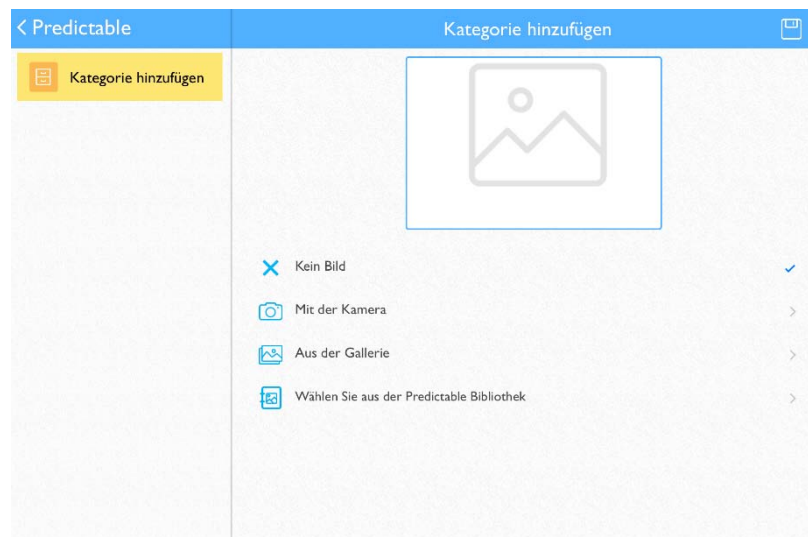 Predictable
Kategorie hinzufügen
Kategorie hinzufügen
Kein Bild
Mit der Kamera
Aus der Gallerie
Wählen Sie aus der Predictable Bibliothek